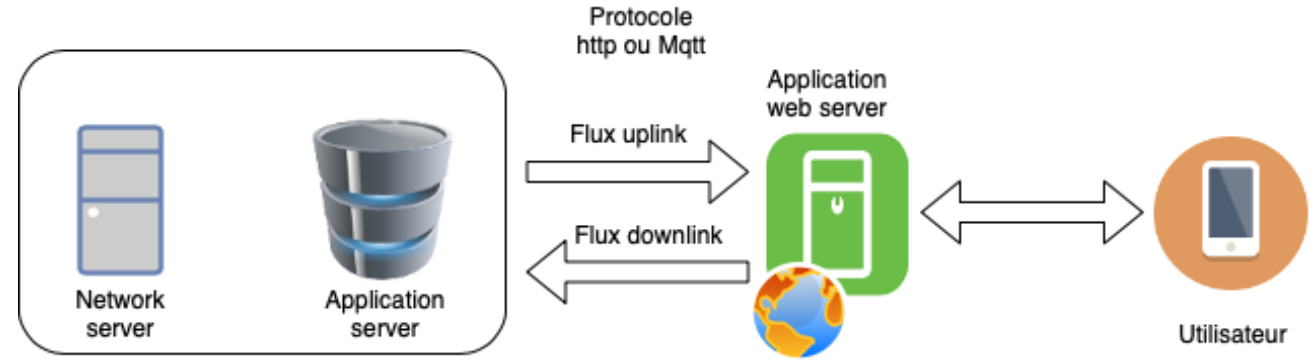 Protocole
http ou Mqtt
Application
web server
Flux uplink
Flux downlink
Network
server
Application
server
Utilisateur